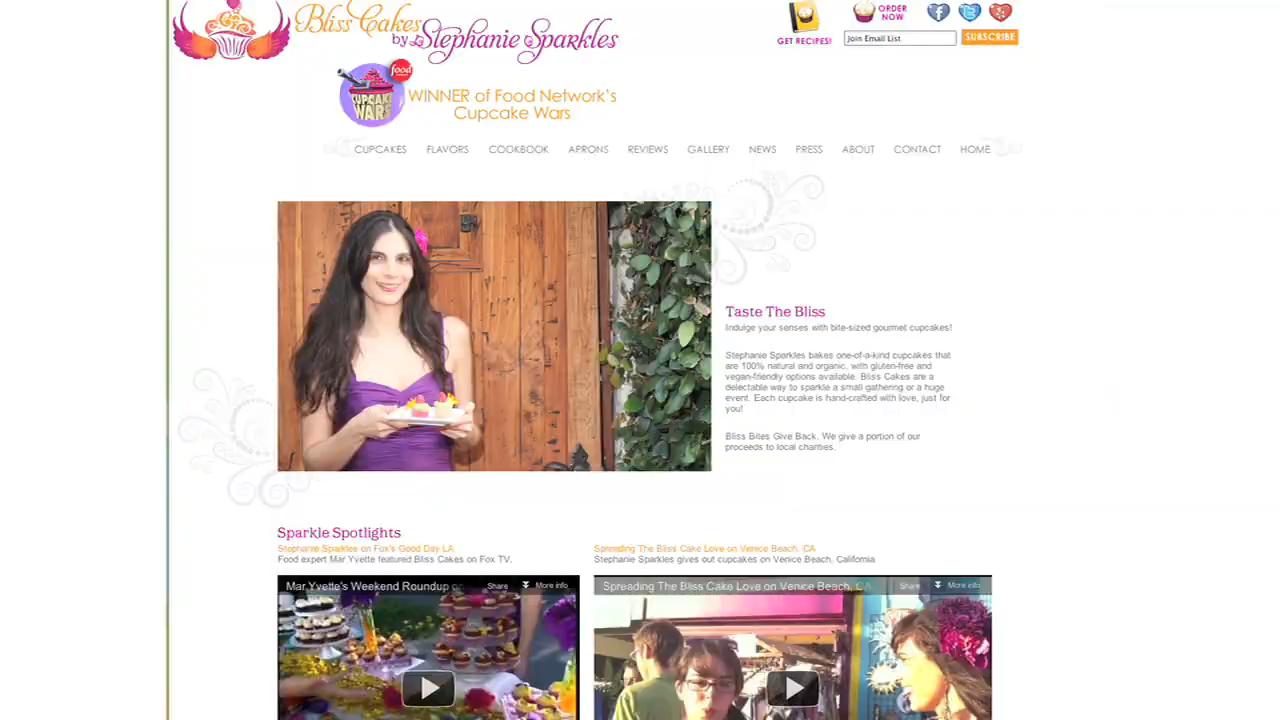 Bliss Cakes
by Stephanie Sparkles
GET RECIPES!
ORDER
NOW
Join Email List
SUBSCRIBE
food
CUPCAKE
WARS
WINNER of Food Network's
Cupcake Wars
CUPCAKES FLAVORS COOKBOOK APRONS REVIEWS GALLERY NEWS PRESS ABOUT CONTACT HOME
Taste The Bliss
Indulge your senses with bite-sized gourmet cupcakes!
Stephanie Sparkles bakes one-of-a-kind cupcakes that
are 100% natural and organic, with gluten-free and
vegan-friendly options available. Bliss Cakes are a
delectable way to sparkle a small gathering or a huge
event. Each cupcake is hand-crafted with love, just for
you!
Bliss Bites Give Back. We give a portion of our
proceeds to local charities.
Sparkle Spotlights
Stephanie Sparkles on Fox's Good Day LA
Food expert Mar Yvette featured Bliss Cakes on Fox TV.
Mar Yvette's Weekend Roundup on Share More info
Spreading The Bliss Cake Love on Venice Beach, CA
Stephanie Sparkles gives out cupcakes on Venice Beach, California
Spreading The Bliss Cake Love on Venice Beach, CA Share More info